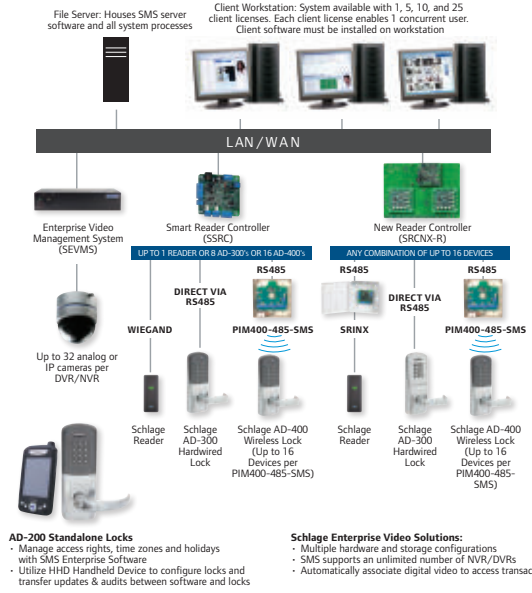 File Server: Houses SMS server
software and all system processes
Client Workstation: System available with 1, 5, 10, and 25
client licenses. Each client license enables 1 concurrent user.
Client software must be installed on workstation
LAN/WAN
Enterprise Video
Management System
(SEVMS)
Smart Reader Controller
(SSRC)
New Reader Controller
(SRCNX-R)
UP TO 1 READER OR 8 AD-300's OR 16 AD-400's
ANY COMBINATION OF UP TO 16 DEVICES
WIEGAND
DIRECT VIA
RS485
RS485
PIM400-485-SMS
RS485
SRINX
DIRECT VIA
RS485
RS485
PIM400-485-SMS
Up to 32 analog or
IP cameras per
DVR/NVR
Schlage
Reader
Schlage
AD-300
Hardwired
Lock
Schlage AD-400
Wireless Lock
(Up to 16
Devices per
PIM400-485-SMS)
Schlage
Reader
Schlage
AD-300
Hardwired
Lock
Schlage AD-400
Wireless Lock
(Up to 16
Devices per
PIM400-485-
SMS)
AD-200 Standalone Locks
· Manage access rights, time zones and holidays
with SMS Enterprise Software
· Utilize HHD Handheld Device to configure locks and
transfer updates & audits between software and locks
Schlage Enterprise Video Solutions:
· Multiple hardware and storage configurations
· SMS supports an unlimited number of NVR/DVRs
· Automatically associate digital video to access transac